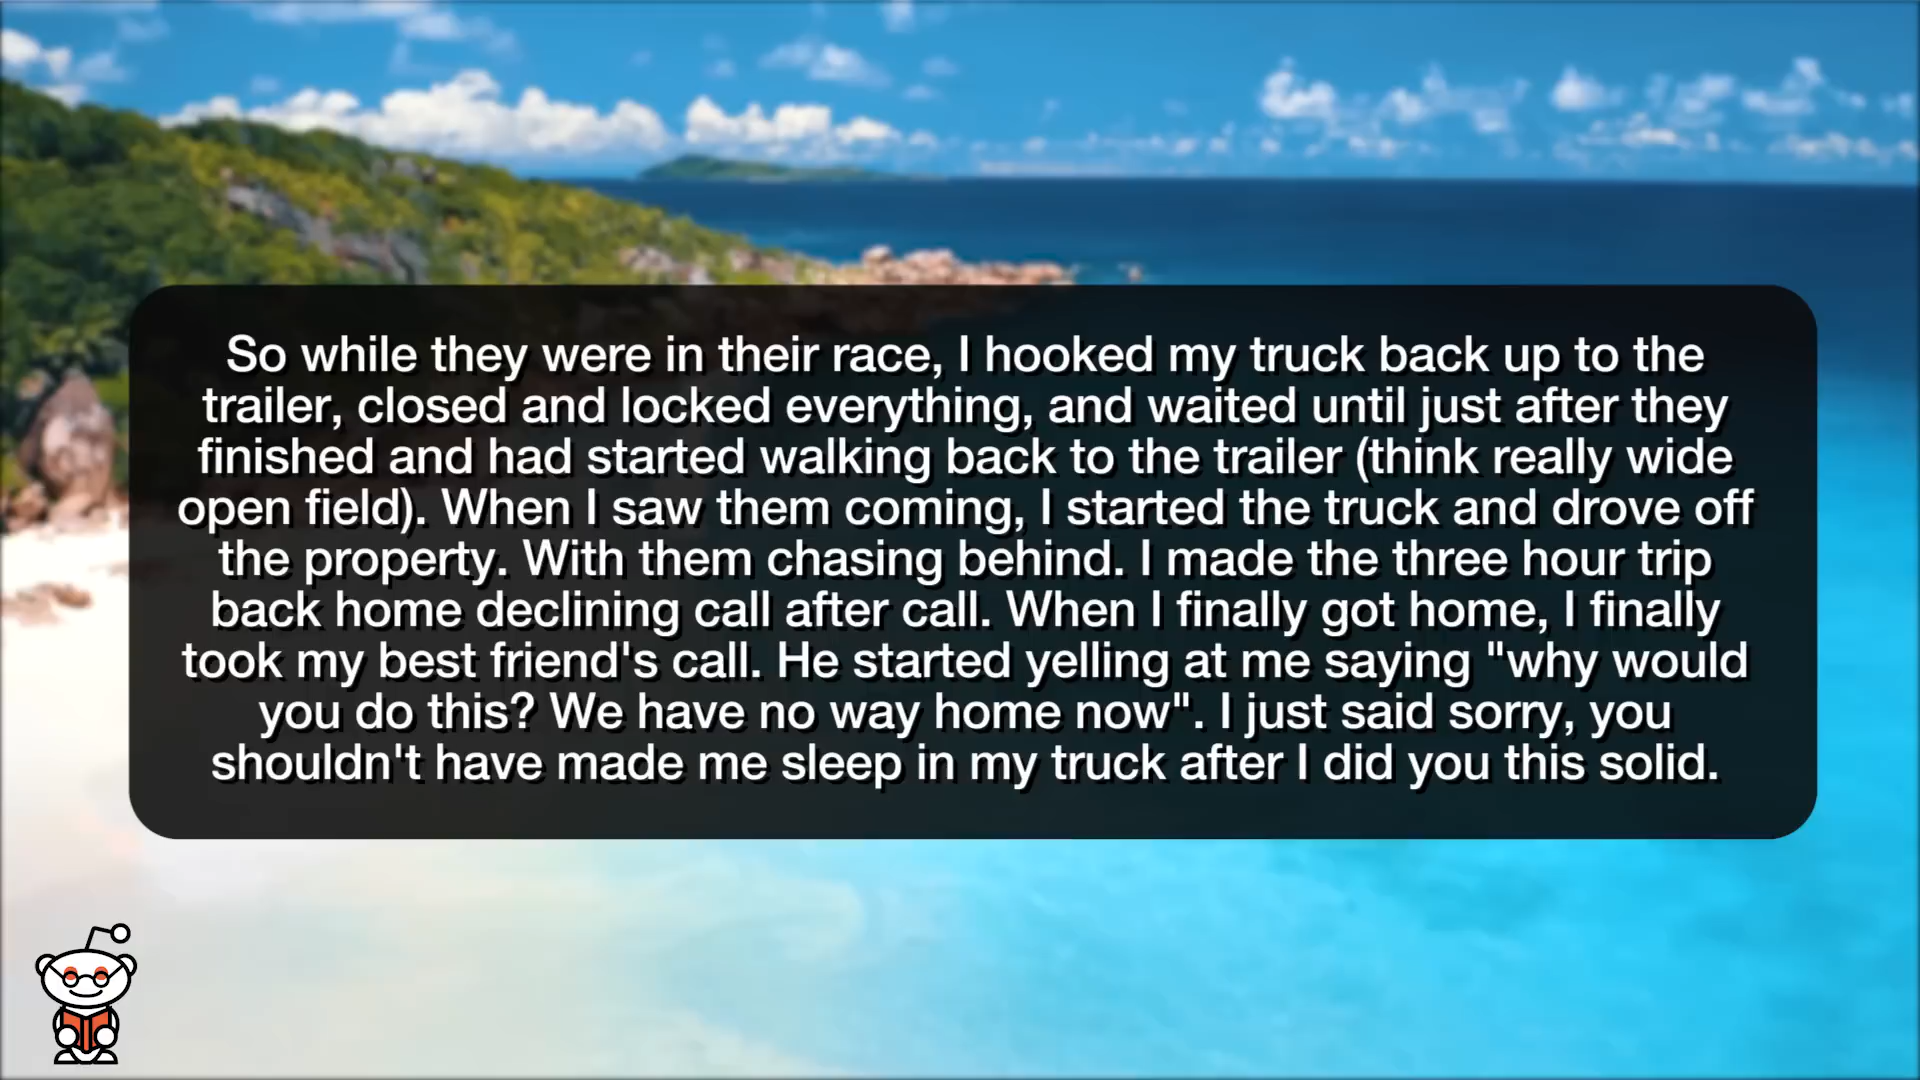 So while they were in their race, I hooked my truck back up to the
trailer, closed and locked everything, and waited until just after they
finished and had started walking back to the trailer (think really wide
open field). When I saw them coming, I started the truck and drove off
the property. With them chasing behind. I made the three hour trip
back home declining call after call. When I finally got home, I finally
took my best friend's call. He started yelling at me saying "why would
you do this? We have no way home now". I just said sorry, you
shouldn't have made me sleep in my truck after I did you this solid.